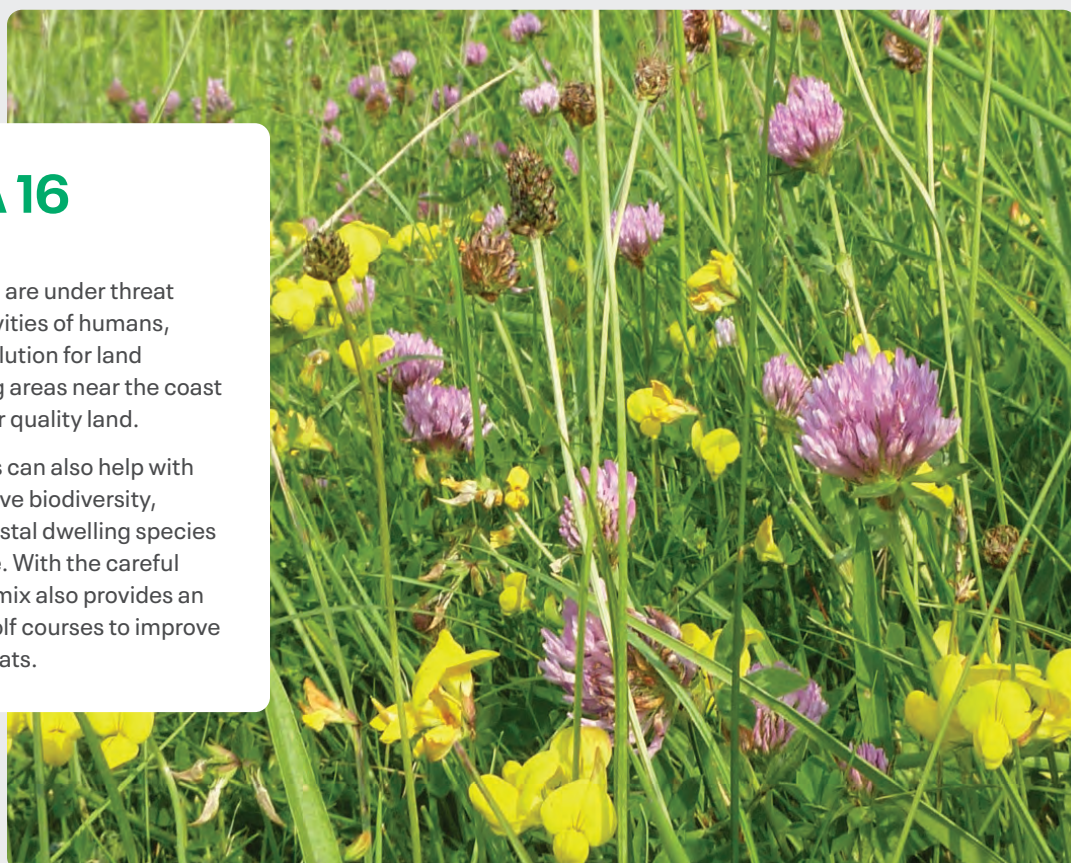 A 16
are under threat
vities of humans,
lution for land
g areas near the coast
r quality land.
s can also help with
ve biodiversity,
stal dwelling species
e. With the careful
mix also provides an
olf courses to improve
ats.